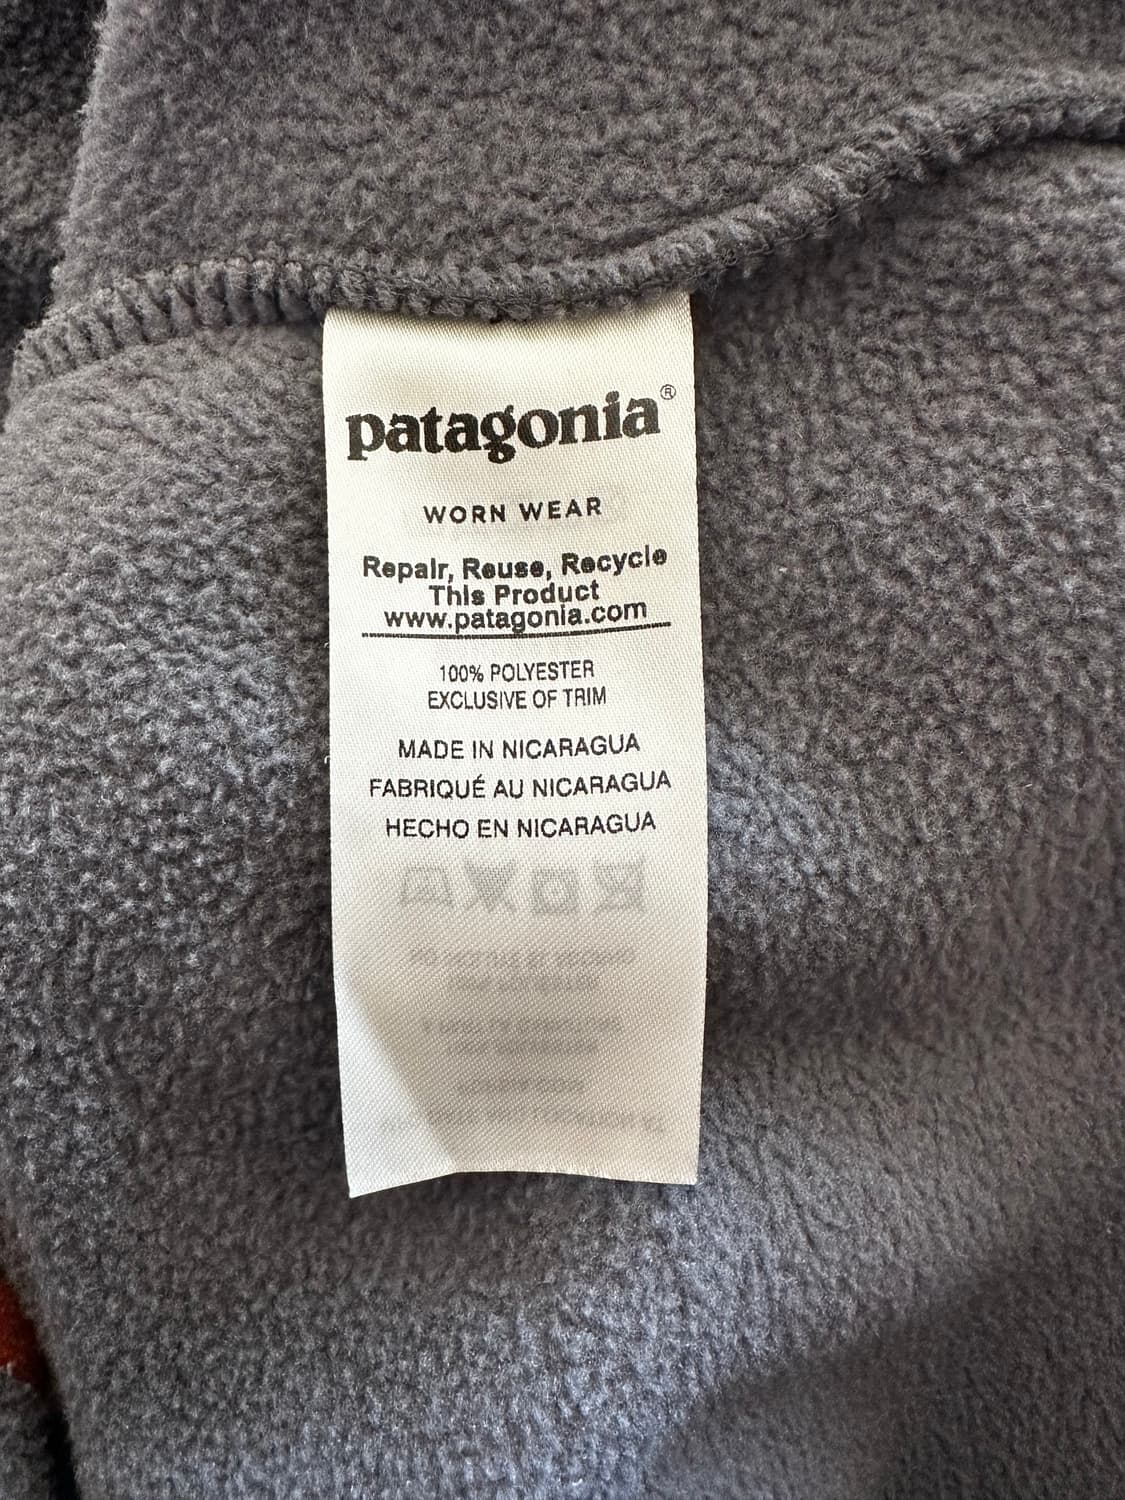 patagonia®
WORN WEAR
Repair, Reuse, Recycle
This Product
www.patagonia.com
100% POLYESTER
EXCLUSIVE OF TRIM
MADE IN NICARAGUA
FABRIQUÉ AU NICARAGUA
HECHO EN NICARAGUA